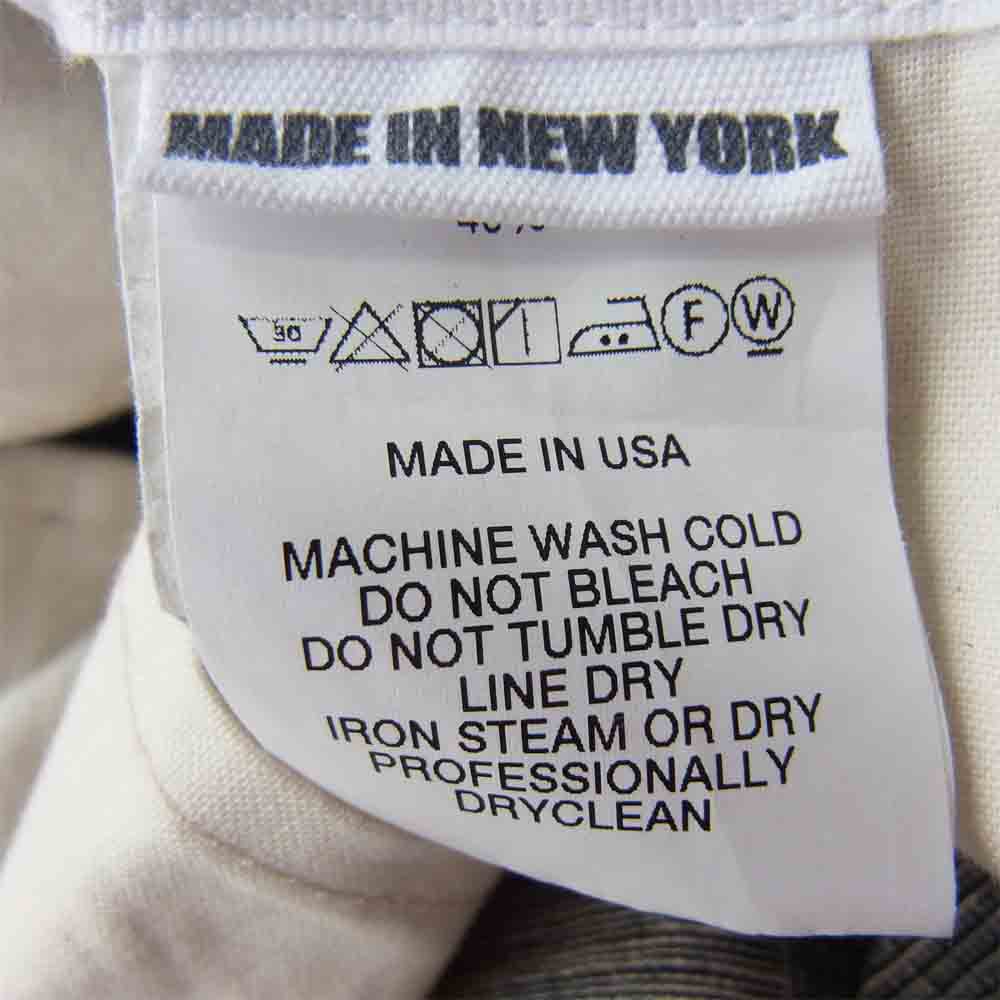 MADE IN NEW YORK
30 F W
MADE IN USA
MACHINE WASH COLD
DO NOT BLEACH
DO NOT TUMBLE DRY
LINE DRY
IRON STEAM OR DRY
PROFESSIONALLY
DRYCLEAN